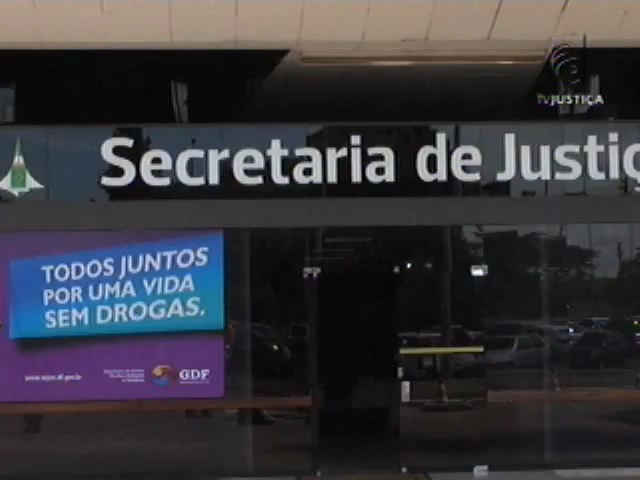 TVJUSTIÇA
Secretaria de Justiç
TODOS JUNTOS
POR UMA VIDA
SEM DROGAS.
GDF